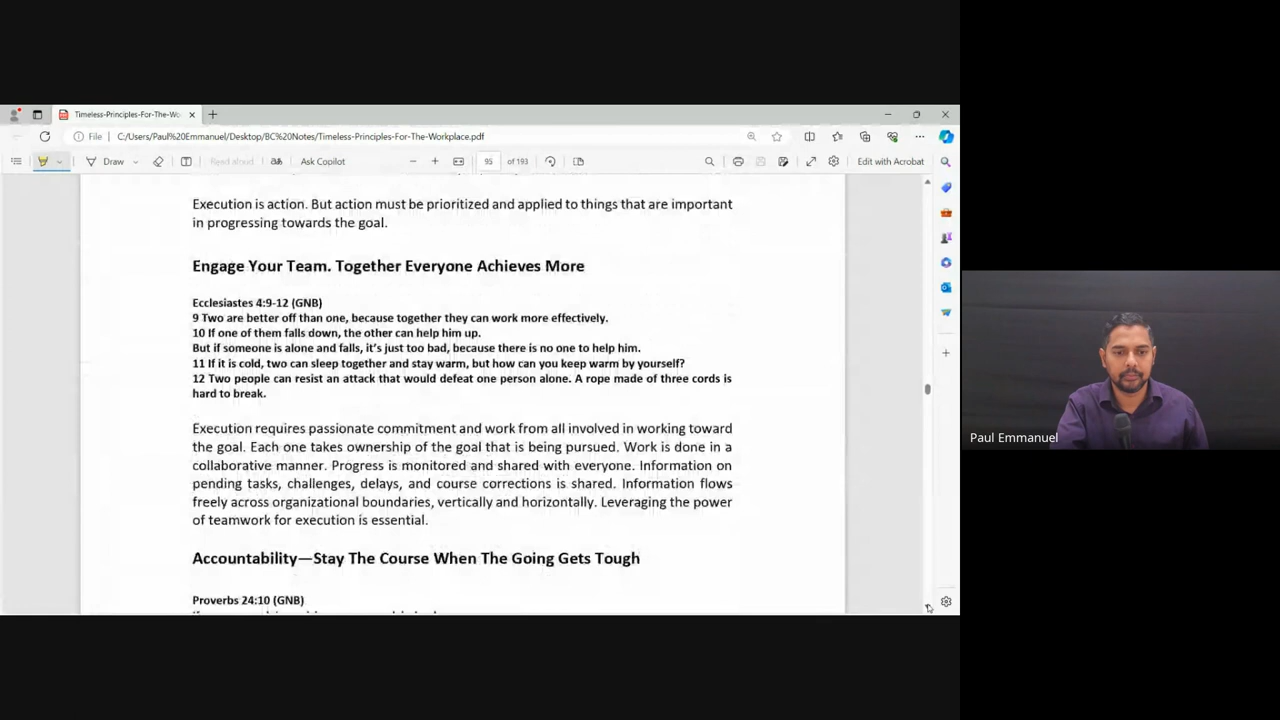 Timeless-Principles-For-The-Wo
File
C:/Users/Paul%20Emmanuel/Desktop/BC%20Notes/Timeless-Principles-For-The-Workplace.pdf
Draw
Read aloud
Ask Copilot
95 of 193
Edit with Acrobat
Execution is action. But action must be prioritized and applied to things that are important
in progressing towards the goal.
Engage Your Team. Together Everyone Achieves More
Ecclesiastes 4:9-12 (GNB)
9 Two are better off than one, because together they can work more effectively.
10 If one of them falls down, the other can help him up.
But if someone is alone and falls, it's just too bad, because there is no one to help him.
11 If it is cold, two can sleep together and stay warm, but how can you keep warm by yourself?
12 Two people can resist an attack that would defeat one person alone. A rope made of three cords is
hard to break.
Execution requires passionate commitment and work from all involved in working toward
the goal. Each one takes ownership of the goal that is being pursued. Work is done in a
collaborative manner. Progress is monitored and shared with everyone. Information on
pending tasks, challenges, delays, and course corrections is shared. Information flows
freely across organizational boundaries, vertically and horizontally. Leveraging the power
of teamwork for execution is essential.
Accountability—Stay The Course When The Going Gets Tough
Proverbs 24:10 (GNB)
Paul Emmanuel